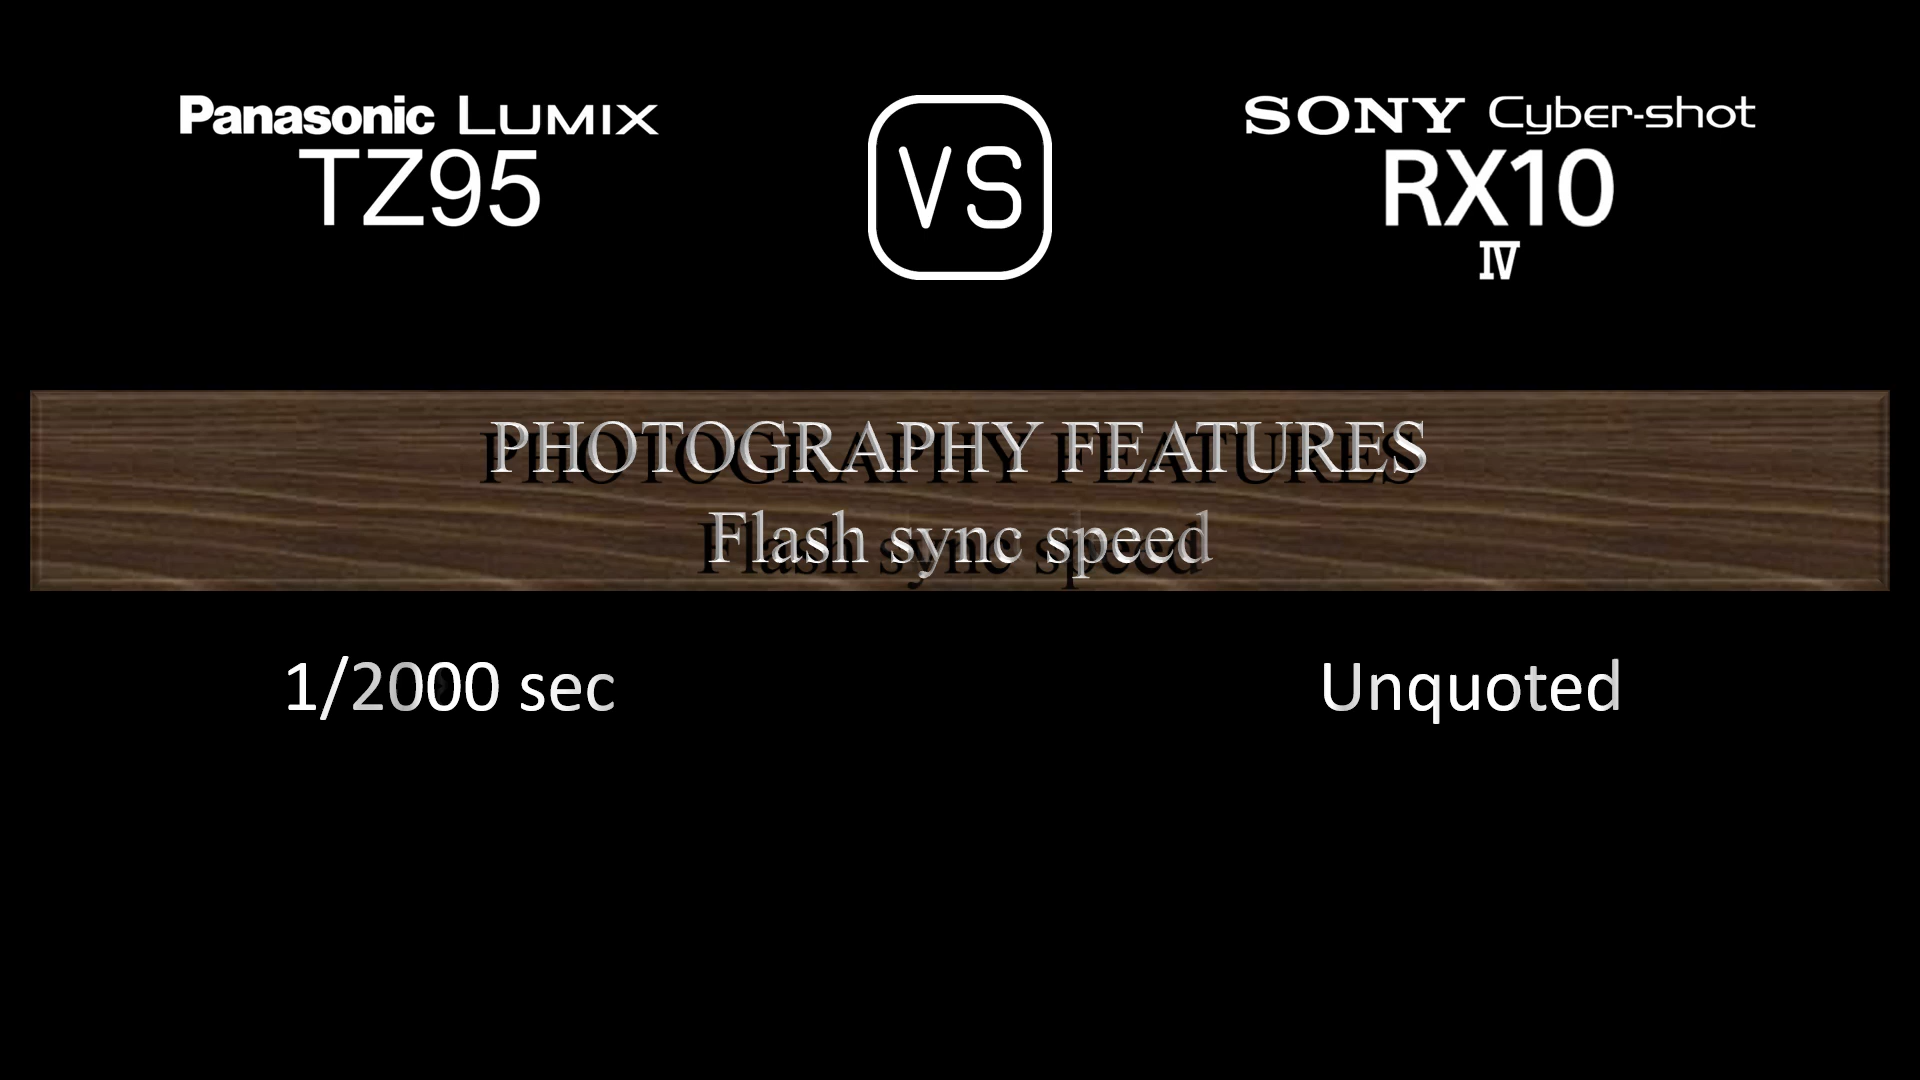 Panasonic LUMIX
TZ95
VS
SONY Cyber-shot
RX10
IV
PHOTOGRAPHY FEATURES
Flash sync speed
1/2000 sec
Unquoted